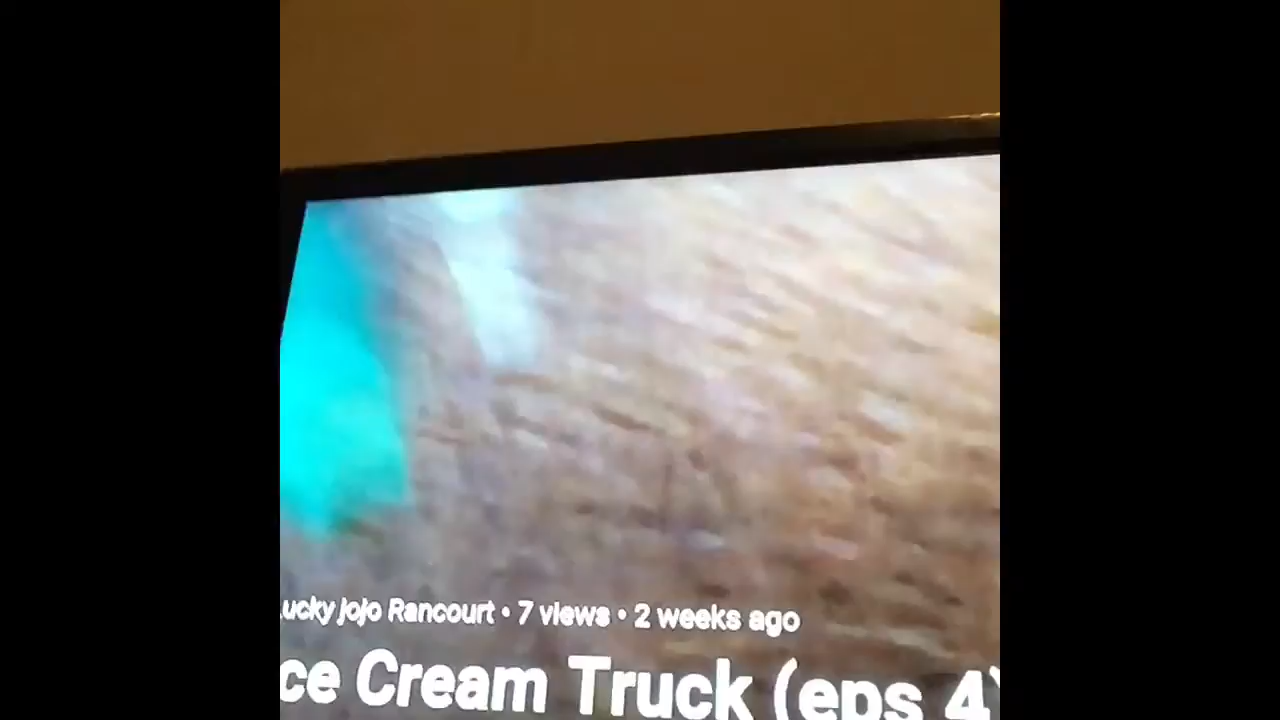 ucky jojo Rancourt • 7 views • 2 weeks ago
ce Cream Truck (eps 4)